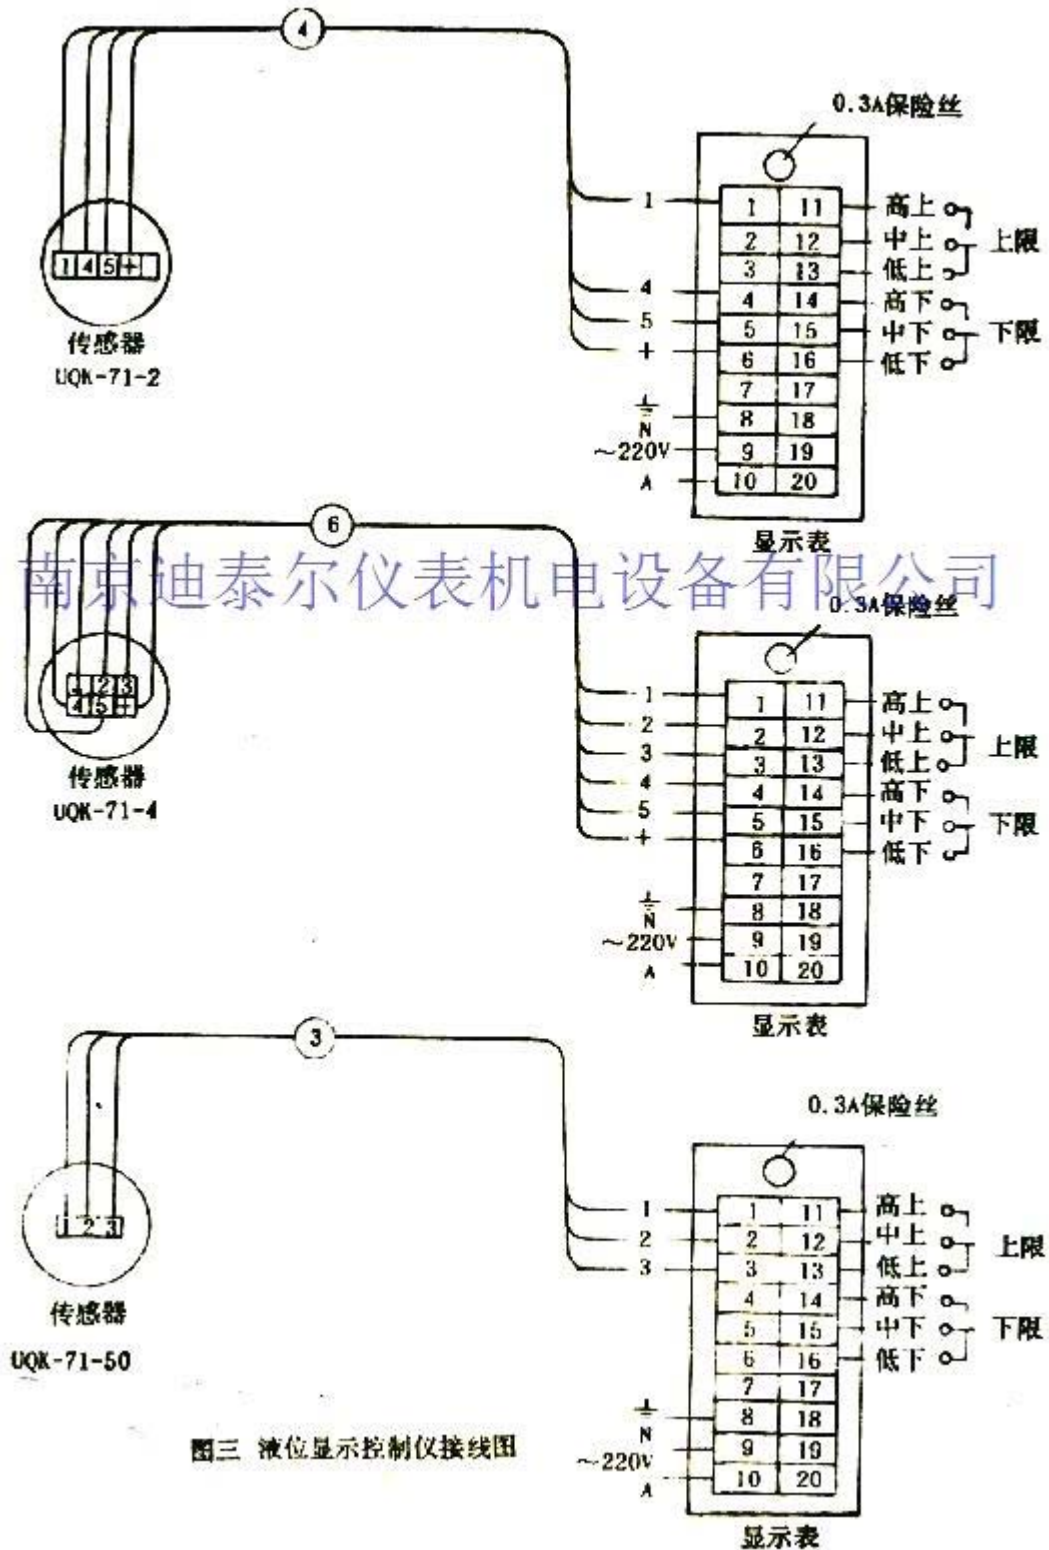 4
0.3A保险丝
1 1 11 高上
2 12 中上 上限
3 13 低上
4 4 14 高下
5 5 15 中下 下限
+ 6 16 低下
7 17
8 18
N
~220V 9 19
A 10 20
显示表
1 4 5 +
传感器
UQK-71-2
南京迪泰尔仪表机电设备有限公司
6
0.3A保险丝
1 1 11 高上
2 2 12 中上 上限
3 3 13 低上
4 4 14 高下
5 5 15 中下 下限
+ 6 16 低下
7 17
8 18
N
~220V 9 19
A 10 20
显示表
1 2 3
4 5 +
传感器
UQK-71-4
3
0.3A保险丝
1 1 11 高上
2 2 12 中上 上限
3 3 13 低上
4 14 高下
5 15 中下 下限
6 16 低下
7 17
8 18
N
9 19
~220V
A 10 20
显示表
1 2 3
传感器
UQK-71-50
图三 液位显示控制仪接线图